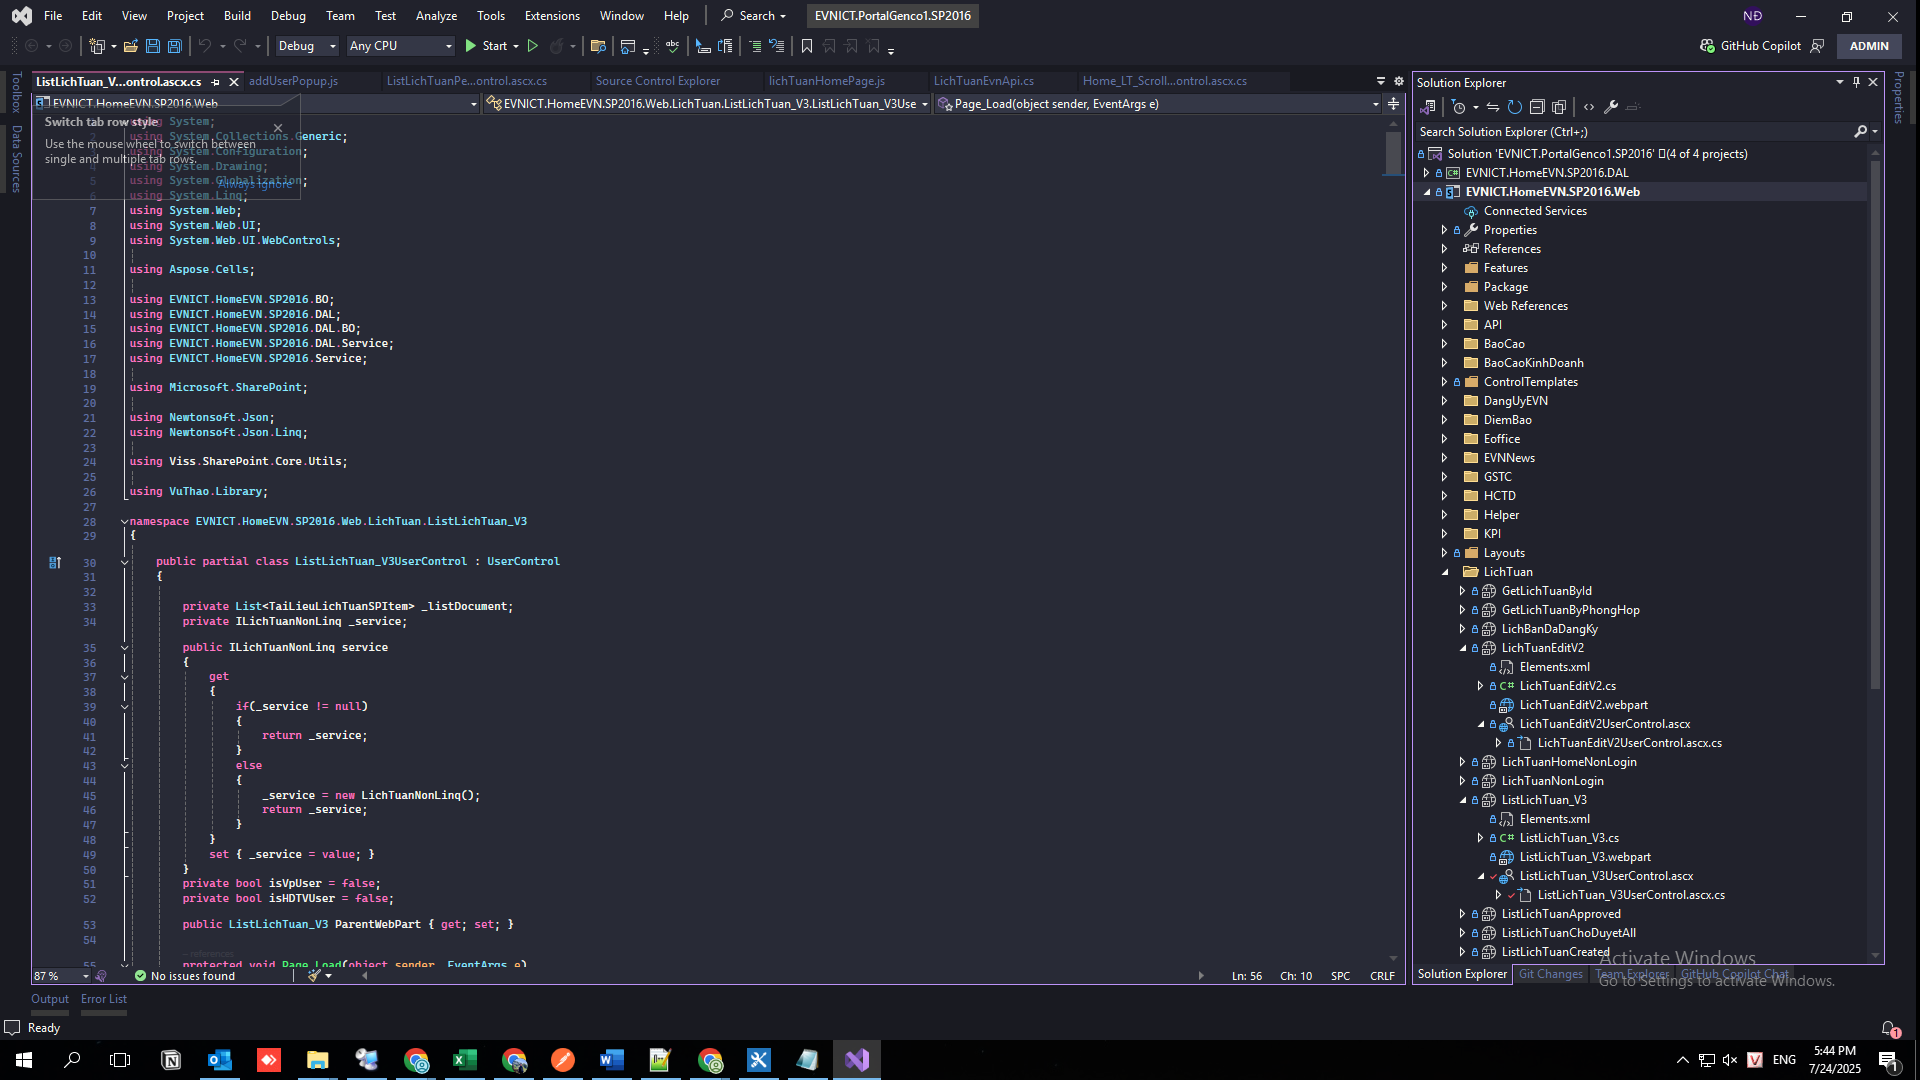 File Edit View Project Build Debug Team Test Analyze Tools Extensions Window Help Search EVNICT.PortalGenco1.SP2016 NĐ
Debug Any CPU Start GitHub Copilot ADMIN
ListLichTuan_V...ontrol.ascx.cs addUserPopup.js ListLichTuanPe...ontrol.ascx.cs Source Control Explorer lichTuanHomePage.js LichTuanEvnApi.cs Home_LT_Scroll...ontrol.ascx.cs
EVNICT.HomeEVN.SP2016.Web EVNICT.HomeEVN.SP2016.Web.LichTuan.ListLichTuan_V3.ListLichTuan_V3Use Page_Load(object sender, EventArgs e)
Toolbox
Data Sources
Switch tab row style
Use the mouse wheel to switch between
single and multiple tab rows.
Always ignore
using System;
2 using System.Collections.Generic;
using System.Configuration;
4 using System.Drawing;
5 using System.Globalization;
6 using System.Linq;
7 using System.Web;
8 using System.Web.UI;
9 using System.Web.UI.WebControls;
10
11 using Aspose.Cells;
12
13 using EVNICT.HomeEVN.SP2016.BO;
14 using EVNICT.HomeEVN.SP2016.DAL;
15 using EVNICT.HomeEVN.SP2016.DAL.BO;
16 using EVNICT.HomeEVN.SP2016.DAL.Service;
17 using EVNICT.HomeEVN.SP2016.Service;
18
19 using Microsoft.SharePoint;
20
21 using Newtonsoft.Json;
22 using Newtonsoft.Json.Linq;
23
24 using Viss.SharePoint.Core.Utils;
25
26 using VuThao.Library;
27
28 namespace EVNICT.HomeEVN.SP2016.Web.LichTuan.ListLichTuan_V3
29 {
30 public partial class ListLichTuan_V3UserControl : UserControl
31 {
32
33 private List<TaiLieuLichTuanSPItem> _listDocument;
34 private ILichTuanNonLinq _service;
35 public ILichTuanNonLinq service
36 {
37 get
38 {
39 if(_service != null)
40 {
41 return _service;
42 }
43 else
44 {
45 _service = new LichTuanNonLinq();
46 return _service;
47 }
48 }
49 set { _service = value; }
50 }
51 private bool isVpUser = false;
52 private bool isHDTVUser = false;
53 public ListLichTuan_V3 ParentWebPart { get; set; }
54
55 protected void Page_Load(object sender, EventArgs e)
87 % No issues found Ln: 56 Ch: 10 SPC CRLF
Output Error List
Ready
Solution Explorer
Search Solution Explorer (Ctrl+;)
Solution 'EVNICT.PortalGenco1.SP2016' (4 of 4 projects)
EVNICT.HomeEVN.SP2016.DAL
EVNICT.HomeEVN.SP2016.Web
Connected Services
Properties
References
Features
Package
Web References
API
BaoCao
BaoCaoKinhDoanh
ControlTemplates
DangUyEVN
DiemBao
Eoffice
EVNNews
GSTC
HCTD
Helper
KPI
Layouts
LichTuan
GetLichTuanById
GetLichTuanByPhongHop
LichBanDaDangKy
LichTuanEditV2
Elements.xml
LichTuanEditV2.cs
LichTuanEditV2.webpart
LichTuanEditV2UserControl.ascx
LichTuanEditV2UserControl.ascx.cs
LichTuanHomeNonLogin
LichTuanNonLogin
ListLichTuan_V3
Elements.xml
ListLichTuan_V3.cs
ListLichTuan_V3.webpart
ListLichTuan_V3UserControl.ascx
ListLichTuan_V3UserControl.ascx.cs
ListLichTuanApproved
ListLichTuanChoDuyetAll
ListLichTuanCreated
Solution Explorer Git Changes Team Explorer GitHub Copilot Chat
Properties
Activate Windows
Go to Settings to activate Windows.
1
ENG 5:44 PM
7/24/2025
1